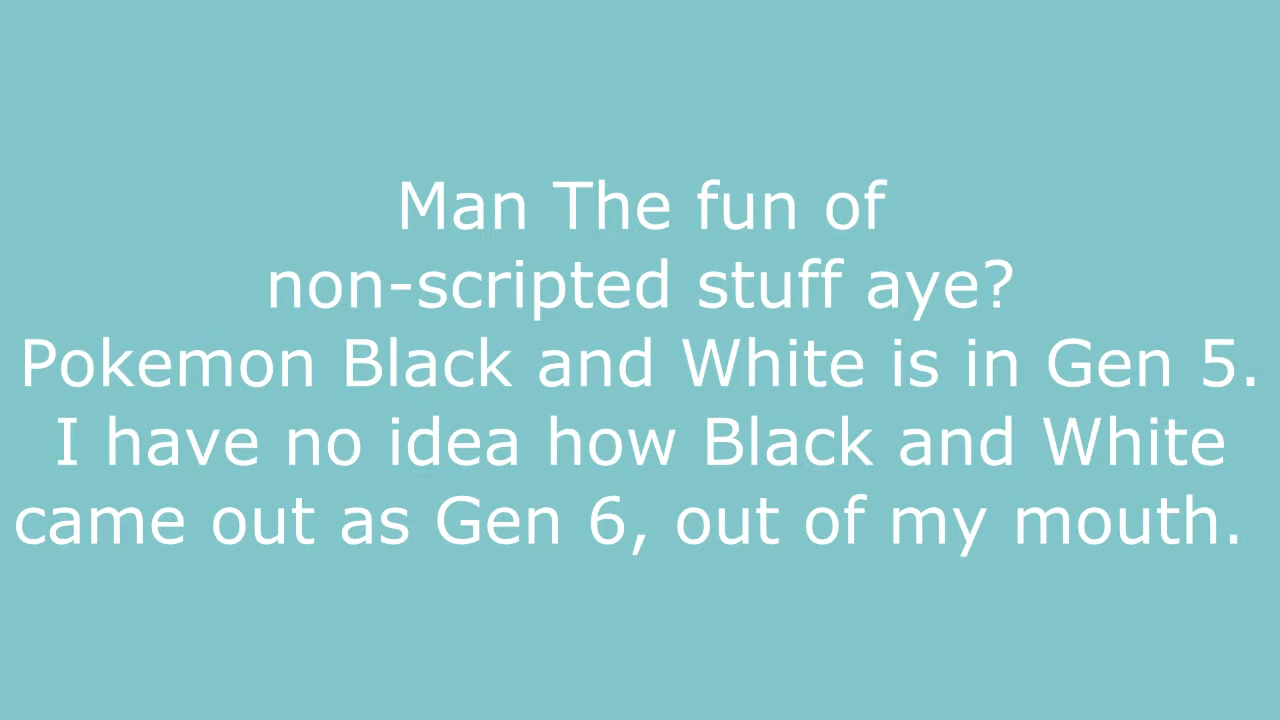 Man The fun of
non-scripted stuff aye?
Pokemon Black and White is in Gen 5.
I have no idea how Black and White
came out as Gen 6, out of my mouth.